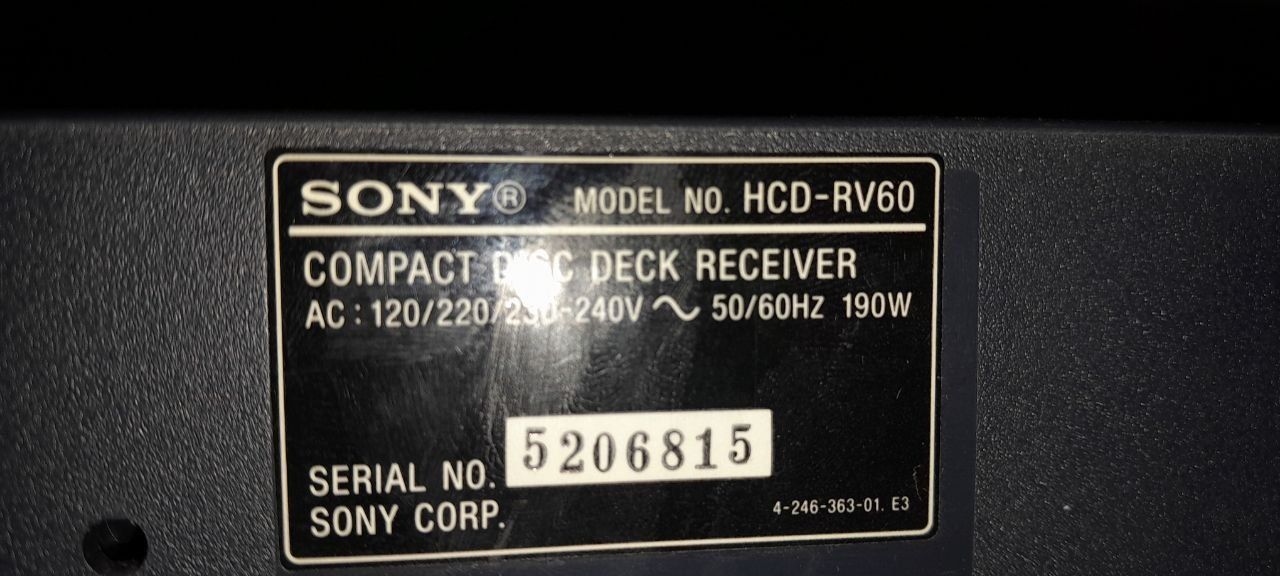 SONY® MODEL NO. HCD-RV60
COMPACT DISC DECK RECEIVER
AC : 120/220/230-240V ~ 50/60Hz 190W
5206815
SERIAL NO.
SONY CORP.
4-246-363-01. E3